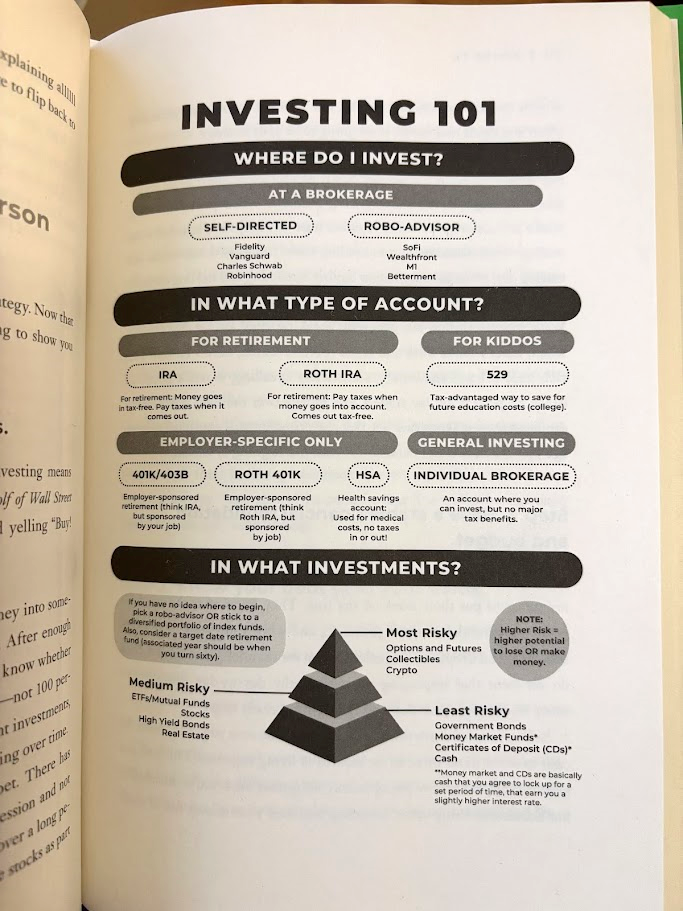 xplaining allllll
e to flip back to
rson
ategy. Now that
ng to show you
s.
vesting means
olf of Wall Street
d yelling “Buy!
ney into some-
After enough
know whether
—not 100 per-
nt investments,
ing over time.
bet. There has
ession and not
over a long pe-
e stocks as part
INVESTING 101
WHERE DO I INVEST?
AT A BROKERAGE
SELF-DIRECTED
Fidelity
Vanguard
Charles Schwab
Robinhood
ROBO-ADVISOR
SoFi
Wealthfront
M1
Betterment
IN WHAT TYPE OF ACCOUNT?
FOR RETIREMENT
IRA
For retirement: Money goes
in tax-free. Pay taxes when it
comes out.
ROTH IRA
For retirement: Pay taxes when
money goes into account.
Comes out tax-free.
FOR KIDDOS
529
Tax-advantaged way to save for
future education costs (college).
EMPLOYER-SPECIFIC ONLY
401K/403B
Employer-sponsored
retirement (think IRA,
but sponsored
by your job)
ROTH 401K
Employer-sponsored
retirement (think
Roth IRA, but
sponsored
by job)
HSA
Health savings
account:
Used for medical
costs, no taxes
in or out!
GENERAL INVESTING
INDIVIDUAL BROKERAGE
An account where you
can invest, but no major
tax benefits.
IN WHAT INVESTMENTS?
If you have no idea where to begin,
pick a robo-advisor OR stick to a
diversified portfolio of index funds.
Also, consider a target date retirement
fund (associated year should be when
you turn sixty).
Most Risky
Options and Futures
Collectibles
Crypto
NOTE:
Higher Risk =
higher potential
to lose OR make
money.
Medium Risky
ETFs/Mutual Funds
Stocks
High Yield Bonds
Real Estate
Least Risky
Government Bonds
Money Market Funds*
Certificates of Deposit (CDs)*
Cash
**Money market and CDs are basically
cash that you agree to lock up for a
set period of time, that earn you a
slightly higher interest rate.